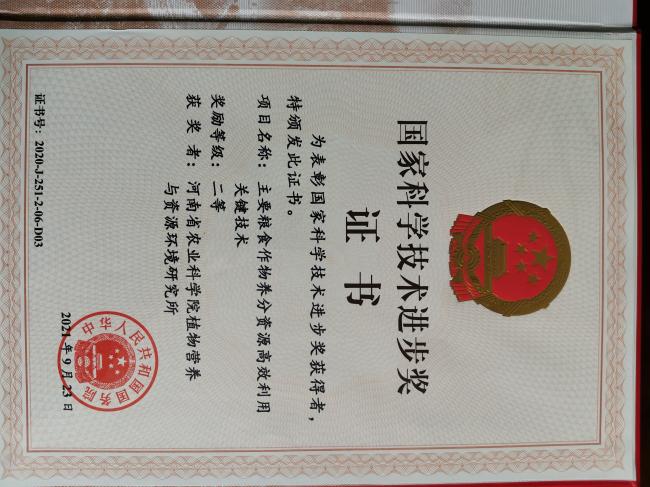 国家科学技术进步奖
证书
为表彰国家科学技术进步奖获得者，
特颁发此证书。
项目名称：主要粮食作物养分资源高效利用
关键技术
奖励等级：二等
获奖者：河南省农业科学院植物营养
与资源环境研究所
中华人民共和国国务院
2021年9月23日
证书号：2020-J-251-2-06-D03